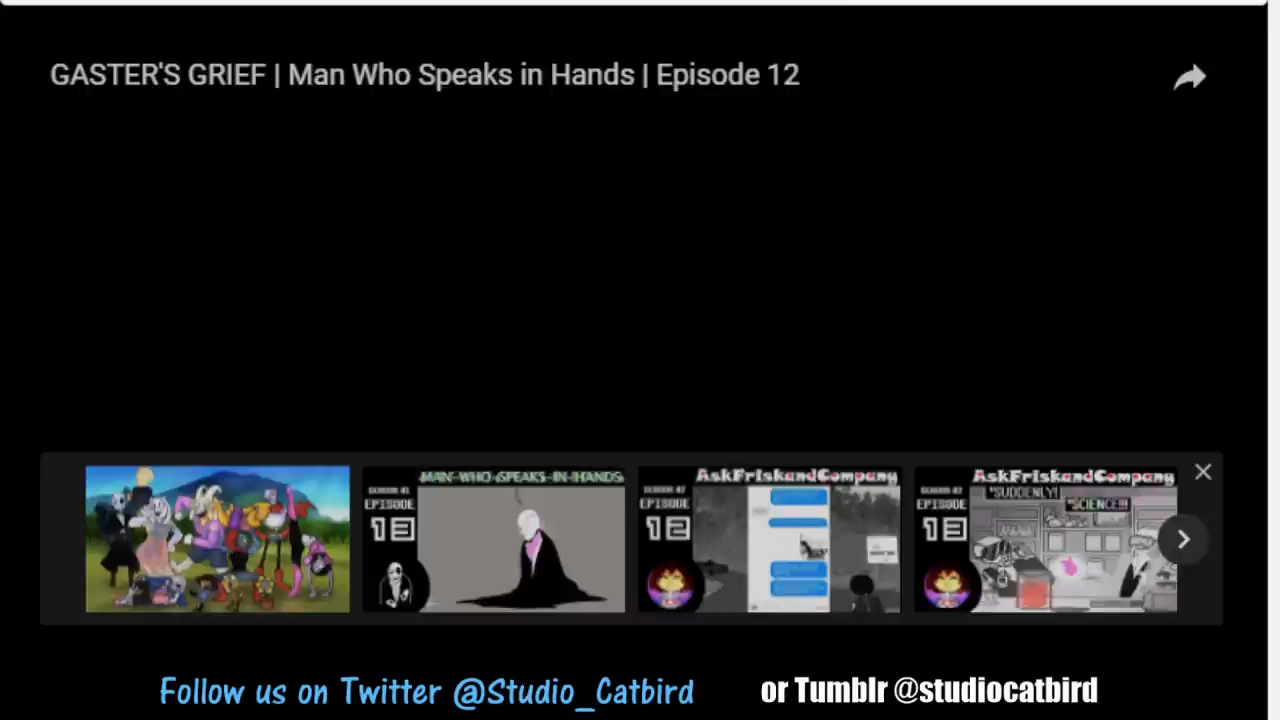 GASTER'S GRIEF | Man Who Speaks in Hands | Episode 12
MAN-WHO-SPEAKS-IN-HANDS
EPISODE
13
AskFriskandCompany
EPISODE
12
AskFriskandCompany
EPISODE
13
"SUDDENLY!
*SCIENCE!!!
Follow us on Twitter @Studio_Catbird
or Tumblr @studiocatbird